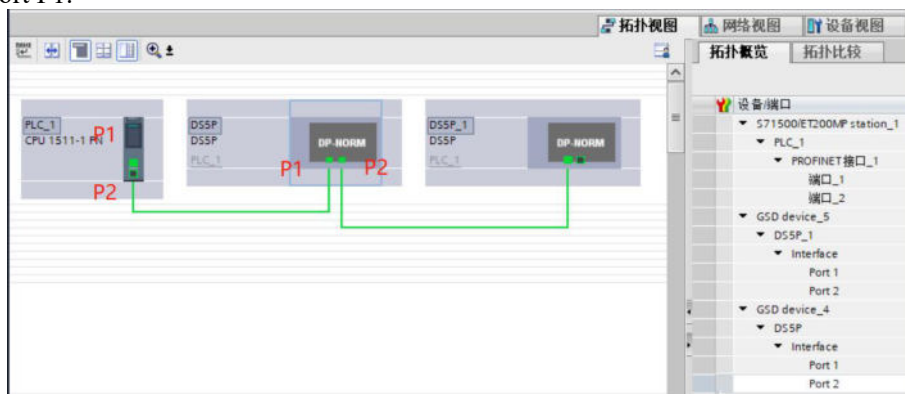 ort P1.
拓扑视图
网络视图
设备视图
拓扑概览
拓扑比较
设备/端口
S71500/ET200MP station_1
PLC_1
PROFINET接口_1
端口_1
端口_2
GSD device_5
DS5P_1
Interface
Port 1
Port 2
GSD device_4
DS5P
Interface
Port 1
Port 2
PLC_1
CPU 1511-1 PN
P1
P2
DS5P
DS5P
PLC_1
DP-NORM
P1
P2
DS5P_1
DS5P
PLC_1
DP-NORM